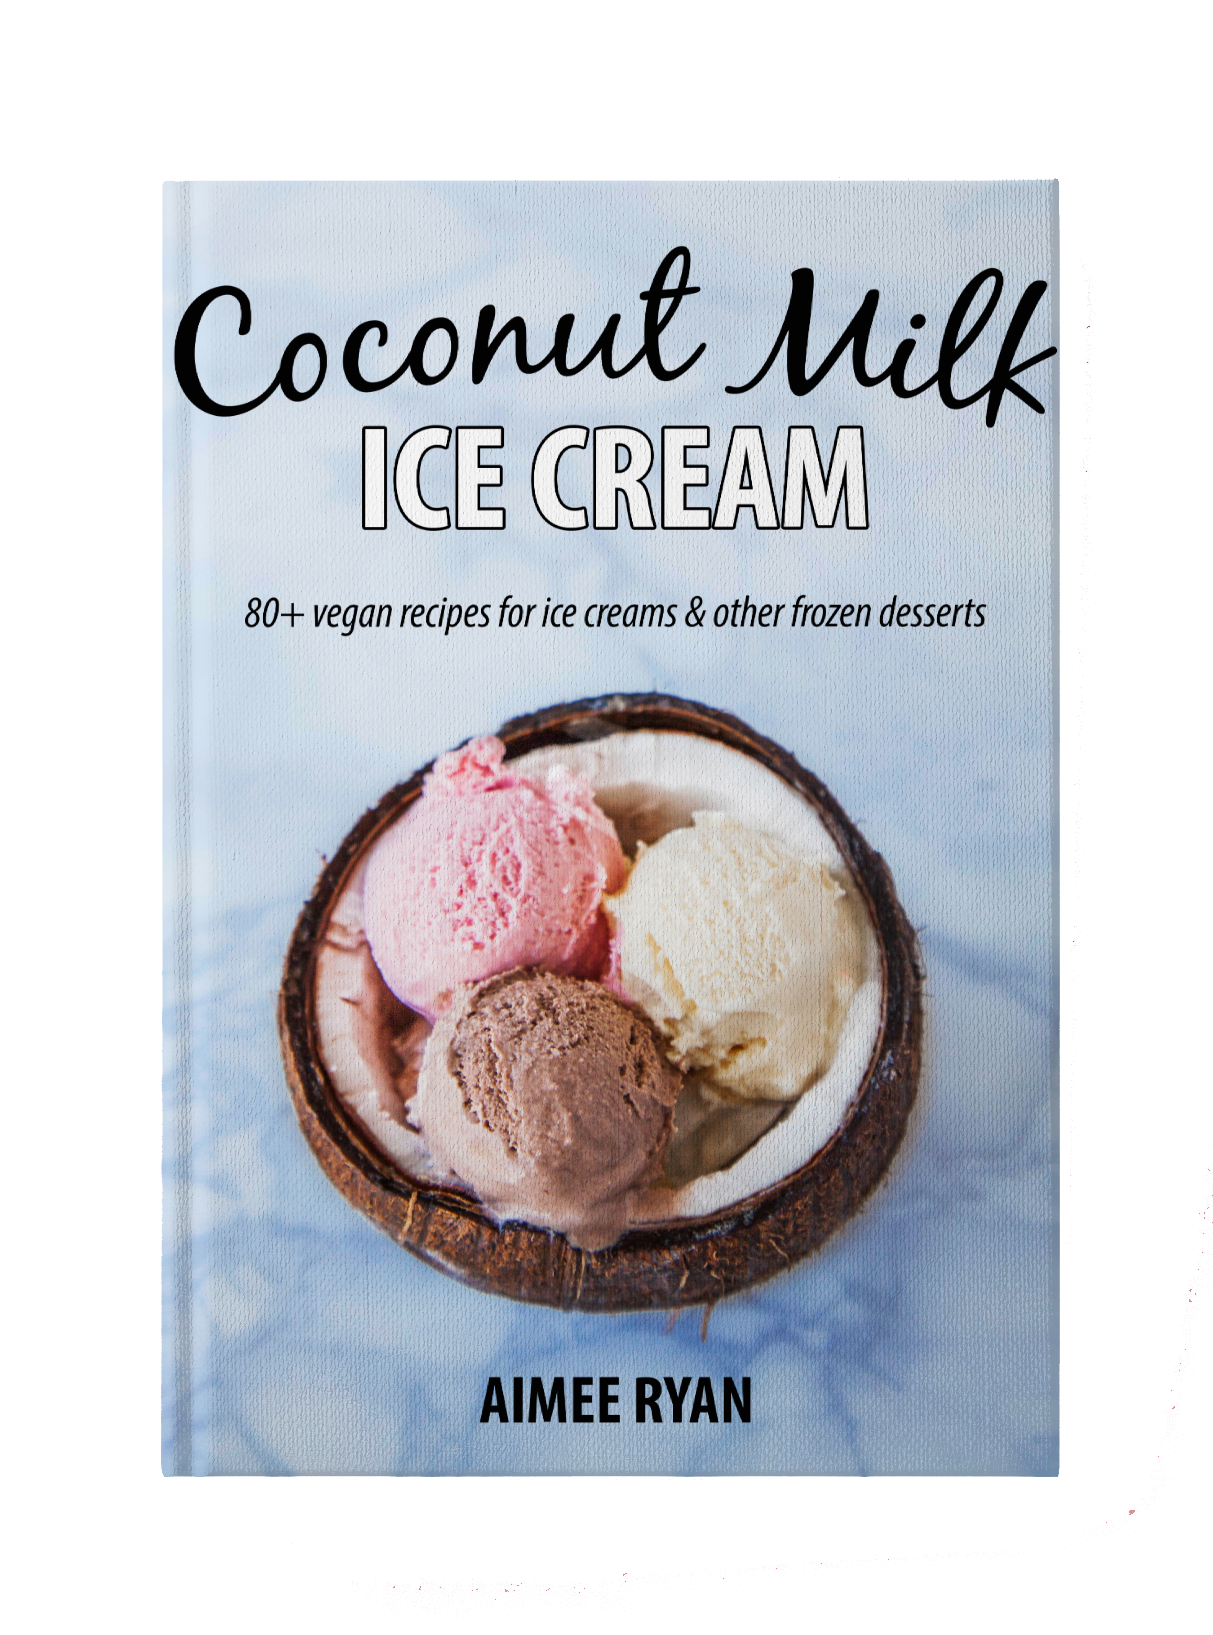 Coconut Milk
ICE CREAM
80+ vegan recipes for ice creams & other frozen desserts
AIMEE RYAN